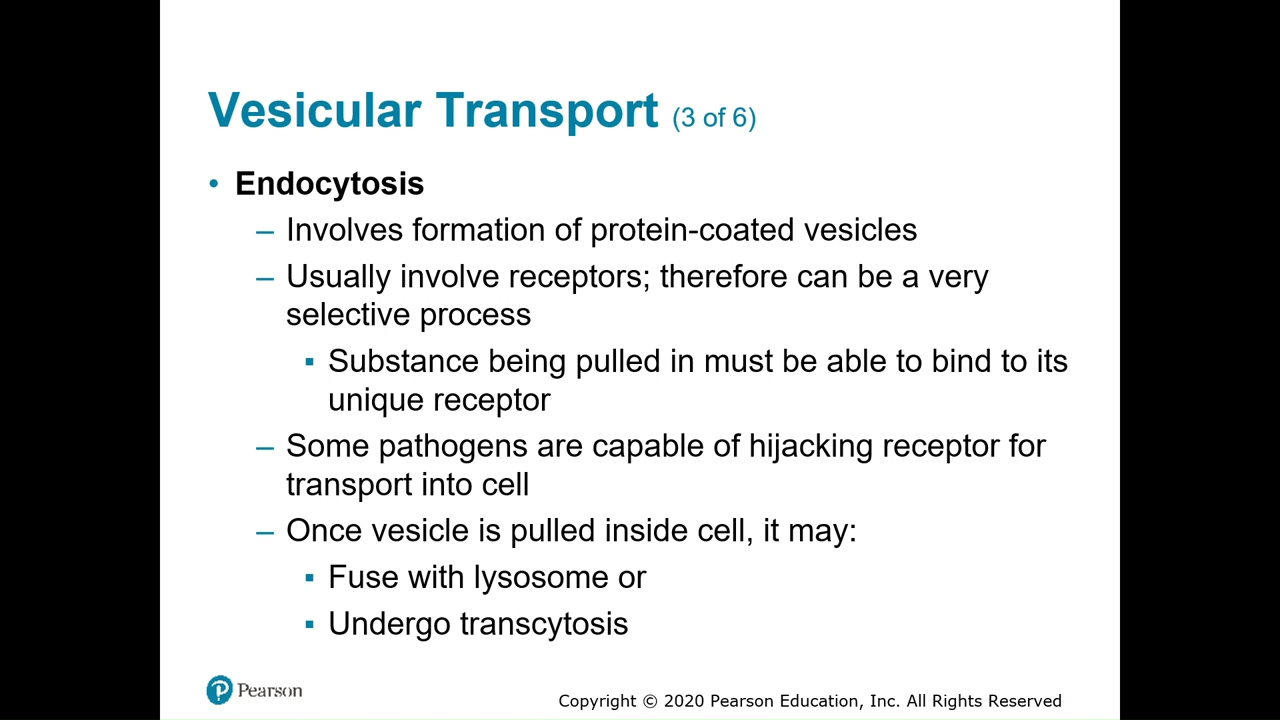 Vesicular Transport (3 of 6)
• Endocytosis
– Involves formation of protein-coated vesicles
– Usually involve receptors; therefore can be a very
selective process
▪ Substance being pulled in must be able to bind to its
unique receptor
– Some pathogens are capable of hijacking receptor for
transport into cell
– Once vesicle is pulled inside cell, it may:
▪ Fuse with lysosome or
▪ Undergo transcytosis
P Pearson
Copyright © 2020 Pearson Education, Inc. All Rights Reserved